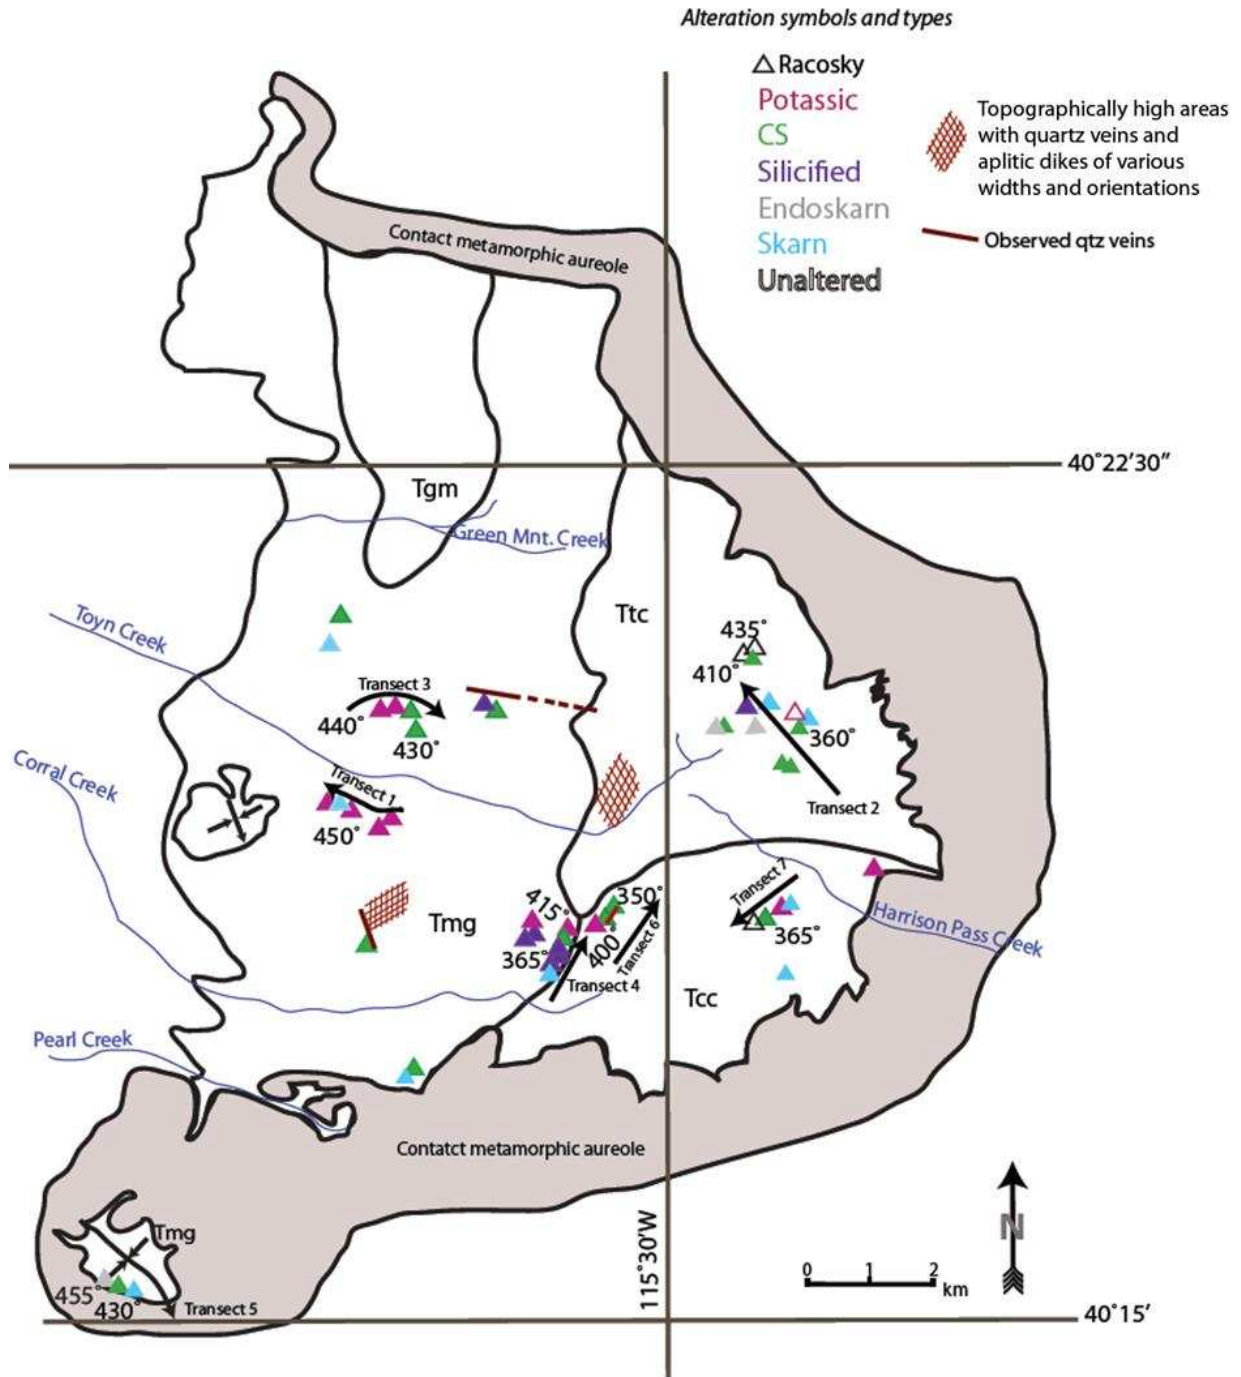 Alteration symbols and types
Racosky
Potassic
CS
Silicified
Endoskarn
Skarn
Unaltered
Topographically high areas
with quartz veins and
aplitic dikes of various
widths and orientations
Observed qtz veins
Contact metamorphic aureole
40˚22'30"
Tgm
Green Mnt. Creek
Toyn Creek
Ttc
435˚
410˚
Transect 3
440˚
430˚
360˚
Corral Creek
Transect 1
450˚
Transect 2
Transect 7
350˚
415˚
Tmg
400˚
Transect 6
365˚
Harrison Pass Creek
365˚
Transect 4
Tcc
Pearl Creek
Contatct metamorphic aureole
Tmg
455˚
430˚
Transect 5
115˚30'W
N
0 1 2
km
40˚15'